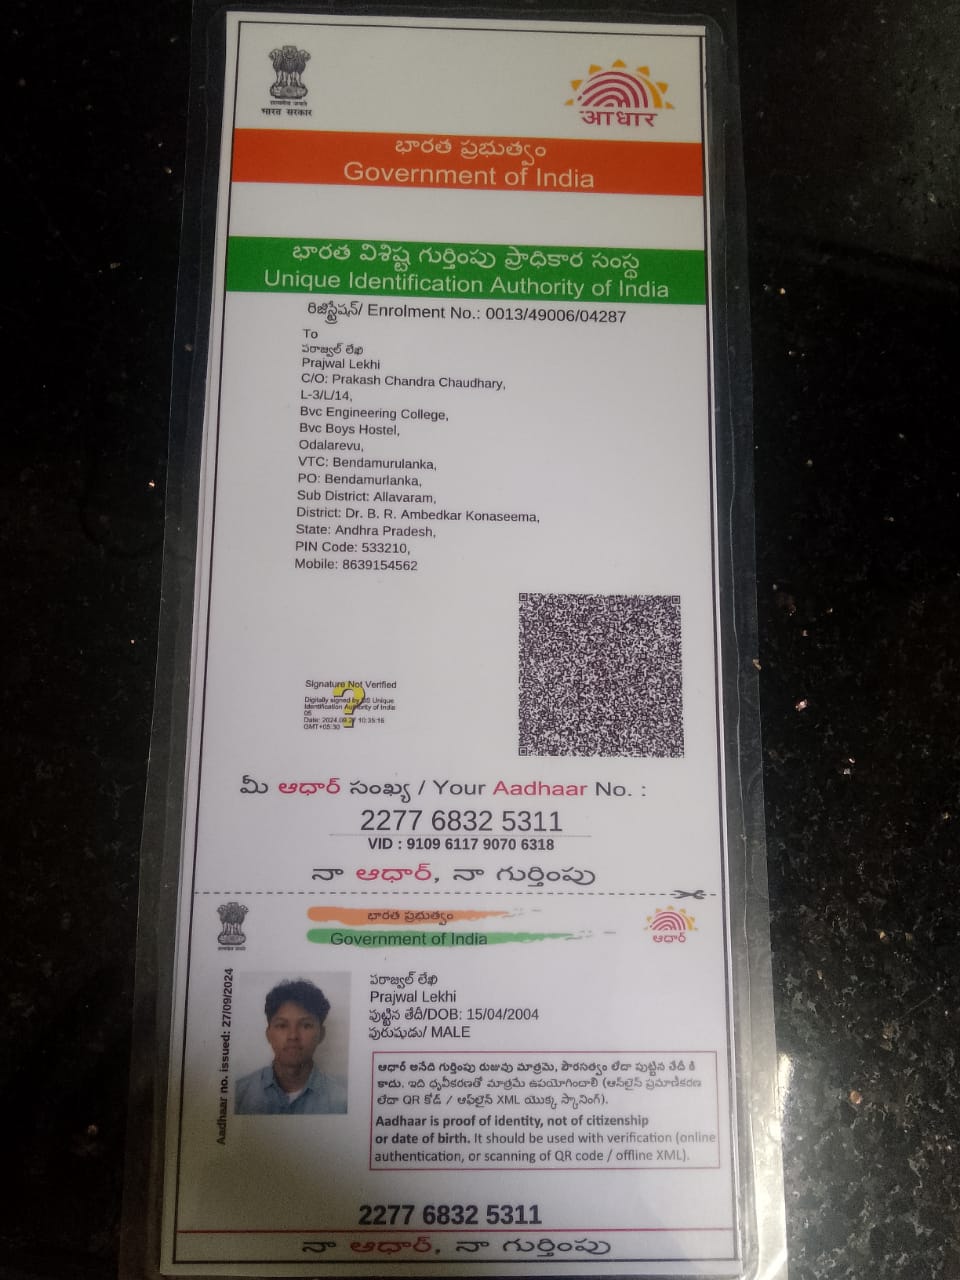 सत्यमेव जयते
भारत सरकार
आधार
భారత ప్రభుత్వం
Government of India
భారత విశిష్ట గుర్తింపు ప్రాధికార సంస్థ
Unique Identification Authority of India
రిజిస్ట్రేషన్/ Enrolment No.: 0013/49006/04287
To
పరాజ్వల్ లేఖి
Prajwal Lekhi
C/O: Prakash Chandra Chaudhary,
L-3/L/14,
Bvc Engineering College,
Bvc Boys Hostel,
Odalarevu,
VTC: Bendamurulanka,
PO: Bendamurlanka,
Sub District: Allavaram,
District: Dr. B. R. Ambedkar Konaseema,
State: Andhra Pradesh,
PIN Code: 533210,
Mobile: 8639154562
Signature Not Verified
Digitally signed by DS Unique
Identification Authority of India
05
Date: 2024.09.27 10:35:16
GMT+05:30
మీ ఆధార్ సంఖ్య / Your Aadhaar No. :
2277 6832 5311
VID : 9109 6117 9070 6318
నా ఆధార్, నా గుర్తింపు
భారత ప్రభుత్వం
Government of India
ఆధార్
Aadhaar no. issued: 27/09/2024
పరాజ్వల్ లేఖి
Prajwal Lekhi
పుట్టిన తేదీ/DOB: 15/04/2004
పురుషుడు/ MALE
ఆధార్ అనేది గుర్తింపు రుజువు మాత్రమె, పౌరసత్వం లేదా పుట్టిన తేదీ కి
కాదు. ఇది ధృవీకరణతో మాత్రమే ఉపయోగించాలి (ఆన్‌లైన్ ప్రమాణీకరణ
లేదా QR కోడ్ / ఆఫ్‌లైన్ XML యొక్క స్కానింగ్).
Aadhaar is proof of identity, not of citizenship
or date of birth. It should be used with verification (online
authentication, or scanning of QR code / offline XML).
2277 6832 5311
నా ఆధార్, నా గుర్తింపు